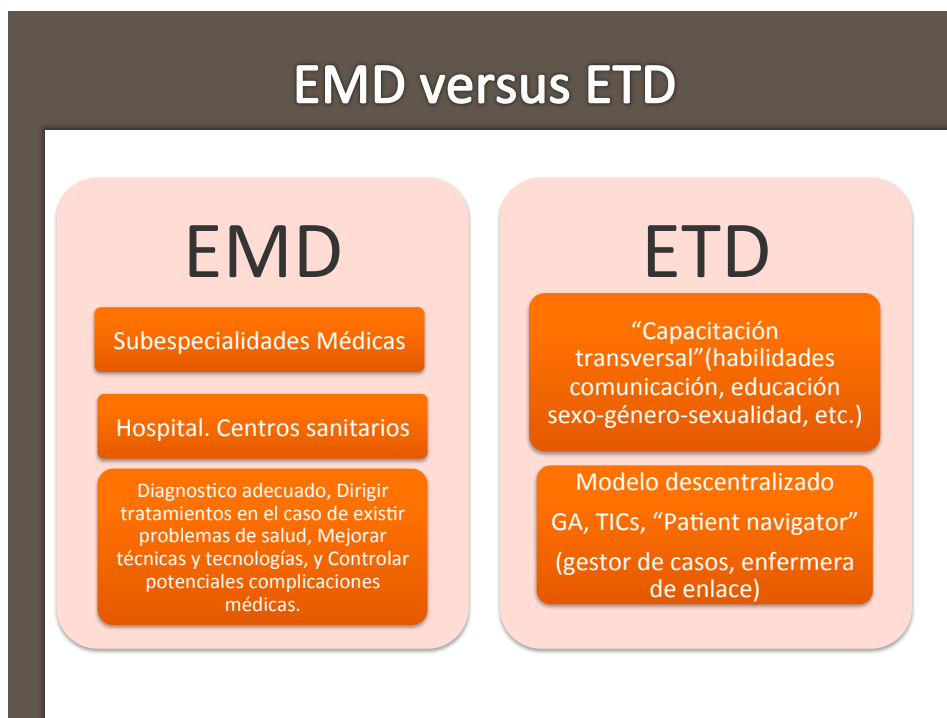 EMD versus ETD
EMD
Subespecialidades Médicas
Hospital. Centros sanitarios
Diagnostico adecuado, Dirigir
tratamientos en el caso de existir
problemas de salud, Mejorar
técnicas y tecnologías, y Controlar
potenciales complicaciones
médicas.
ETD
“Capacitación
transversal”(habilidades
comunicación, educación
sexo-género-sexualidad, etc.)
Modelo descentralizado
GA, TICs, “Patient navigator”
(gestor de casos, enfermera
de enlace)